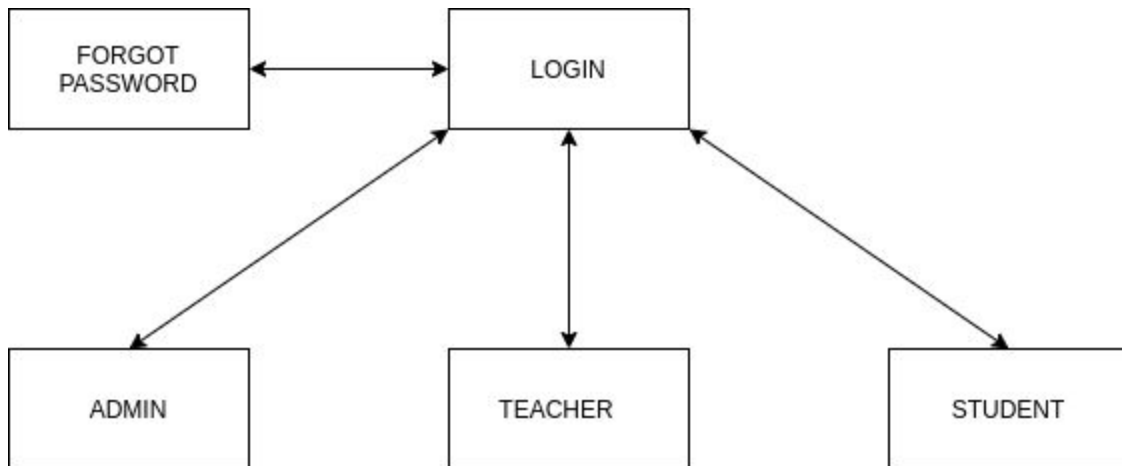 FORGOT
PASSWORD
LOGIN
ADMIN
TEACHER
STUDENT